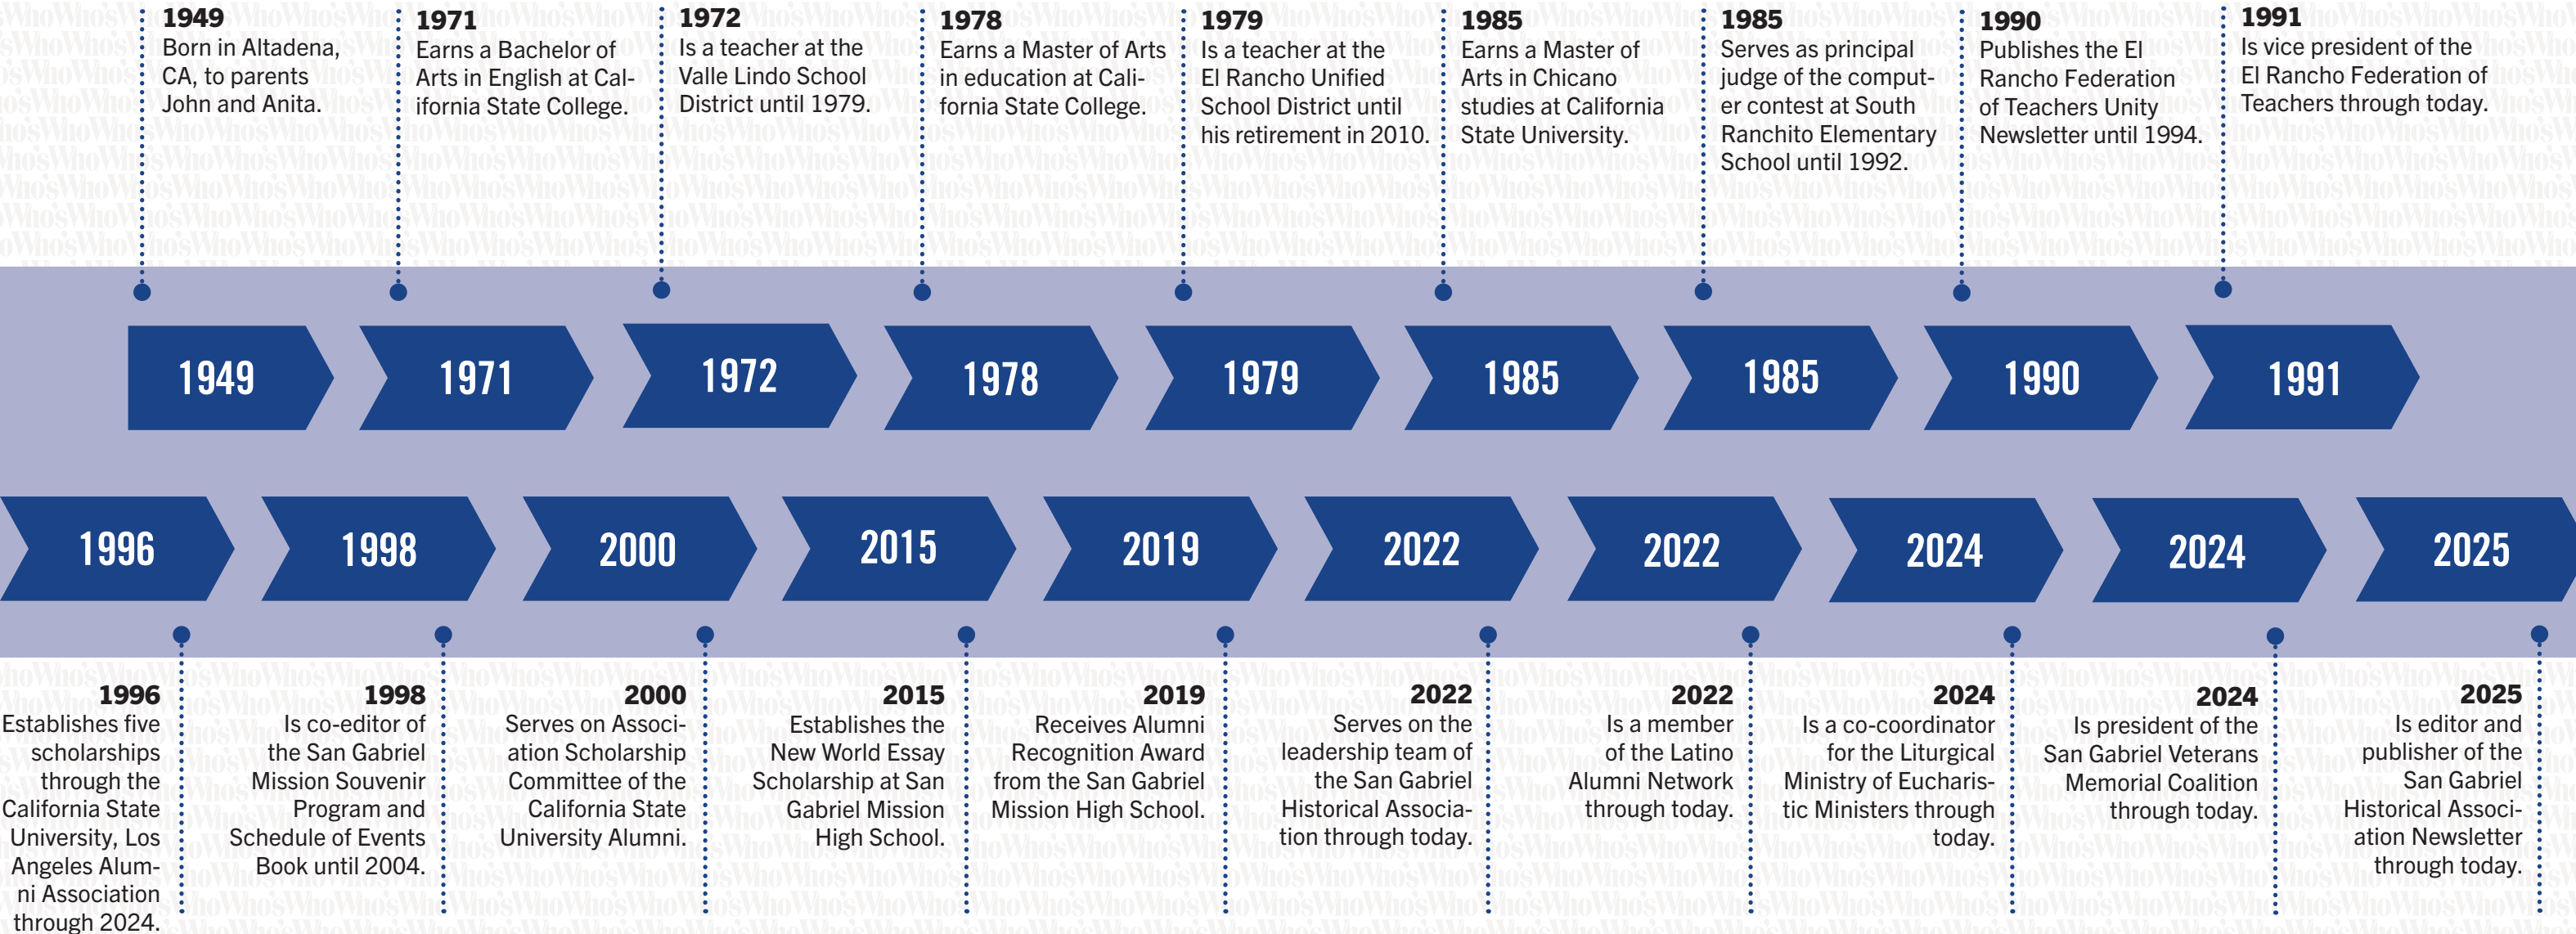 1949
Born in Altadena,
CA, to parents
John and Anita.
1971
Earns a Bachelor of
Arts in English at Cal-
ifornia State College.
1972
Is a teacher at the
Valle Lindo School
District until 1979.
1978
Earns a Master of Arts
in education at Cali-
fornia State College.
1979
Is a teacher at the
El Rancho Unified
School District until
his retirement in 2010.
1985
Earns a Master of
Arts in Chicano
studies at California
State University.
1985
Serves as principal
judge of the comput-
er contest at South
Ranchito Elementary
School until 1992.
1990
Publishes the El
Rancho Federation
of Teachers Unity
Newsletter until 1994.
1991
Is vice president of the
El Rancho Federation of
Teachers through today.
1949
1971
1972
1978
1979
1985
1985
1990
1991
1996
1998
2000
2015
2019
2022
2022
2024
2024
2025
1996
Establishes five
scholarships
through the
California State
University, Los
Angeles Alum-
ni Association
through 2024.
1998
Is co-editor of
the San Gabriel
Mission Souvenir
Program and
Schedule of Events
Book until 2004.
2000
Serves on Associ-
ation Scholarship
Committee of the
California State
University Alumni.
2015
Establishes the
New World Essay
Scholarship at San
Gabriel Mission
High School.
2019
Receives Alumni
Recognition Award
from the San Gabriel
Mission High School.
2022
Serves on the
leadership team of
the San Gabriel
Historical Associa-
tion through today.
2022
Is a member
of the Latino
Alumni Network
through today.
2024
Is a co-coordinator
for the Liturgical
Ministry of Eucharis-
tic Ministers through
today.
2024
Is president of the
San Gabriel Veterans
Memorial Coalition
through today.
2025
Is editor and
publisher of the
San Gabriel
Historical Associ-
ation Newsletter
through today.